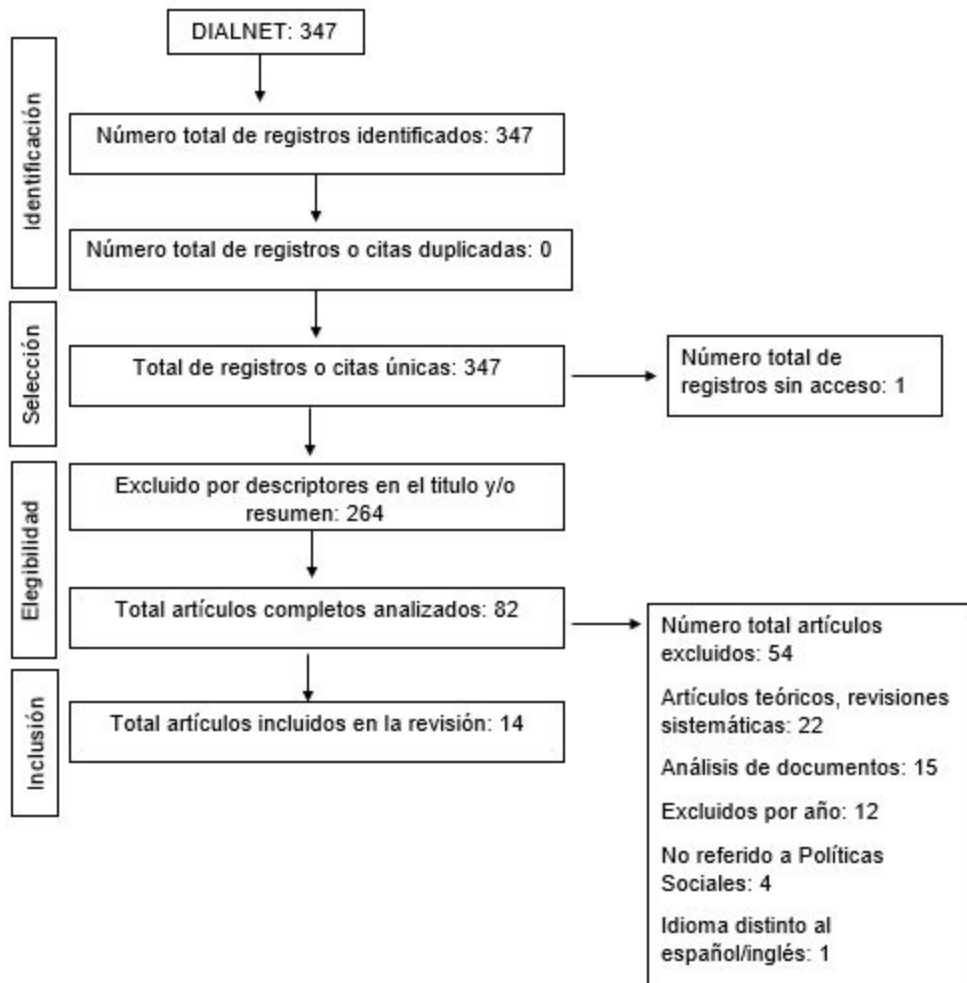 DIALNET: 347
Identificación
Número total de registros identificados: 347
Número total de registros o citas duplicadas: 0
Selección
Total de registros o citas únicas: 347
Número total de
registros sin acceso: 1
Elegibilidad
Excluido por descriptores en el titulo y/o
resumen: 264
Total artículos completos analizados: 82
Número total artículos
excluidos: 54
Artículos teóricos, revisiones
sistemáticas: 22
Análisis de documentos: 15
Excluidos por año: 12
No referido a Políticas
Sociales: 4
Idioma distinto al
español/inglés: 1
Inclusión
Total artículos incluidos en la revisión: 14